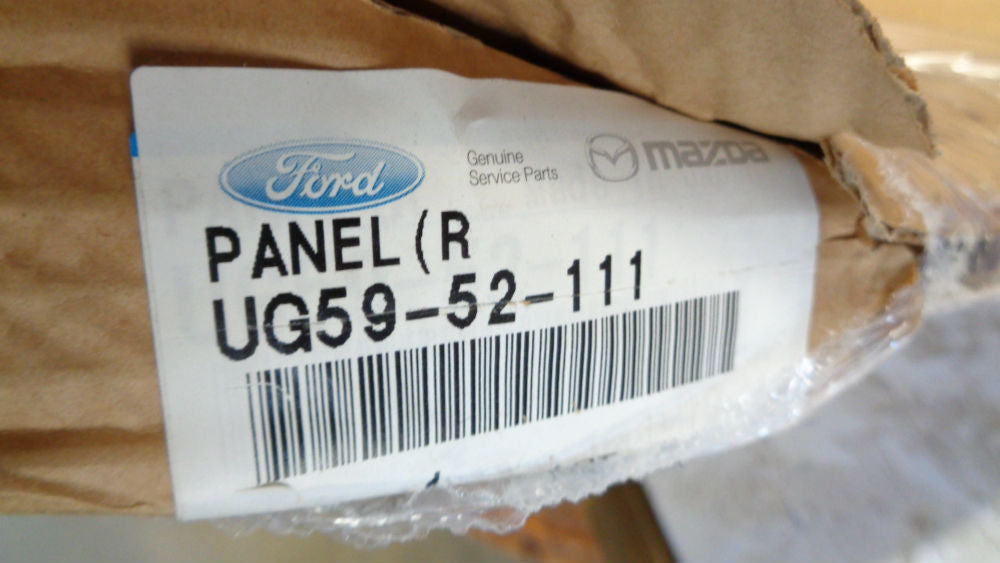 Ford
Genuine
Service Parts
mazda
PANEL(R
UG59-52-111